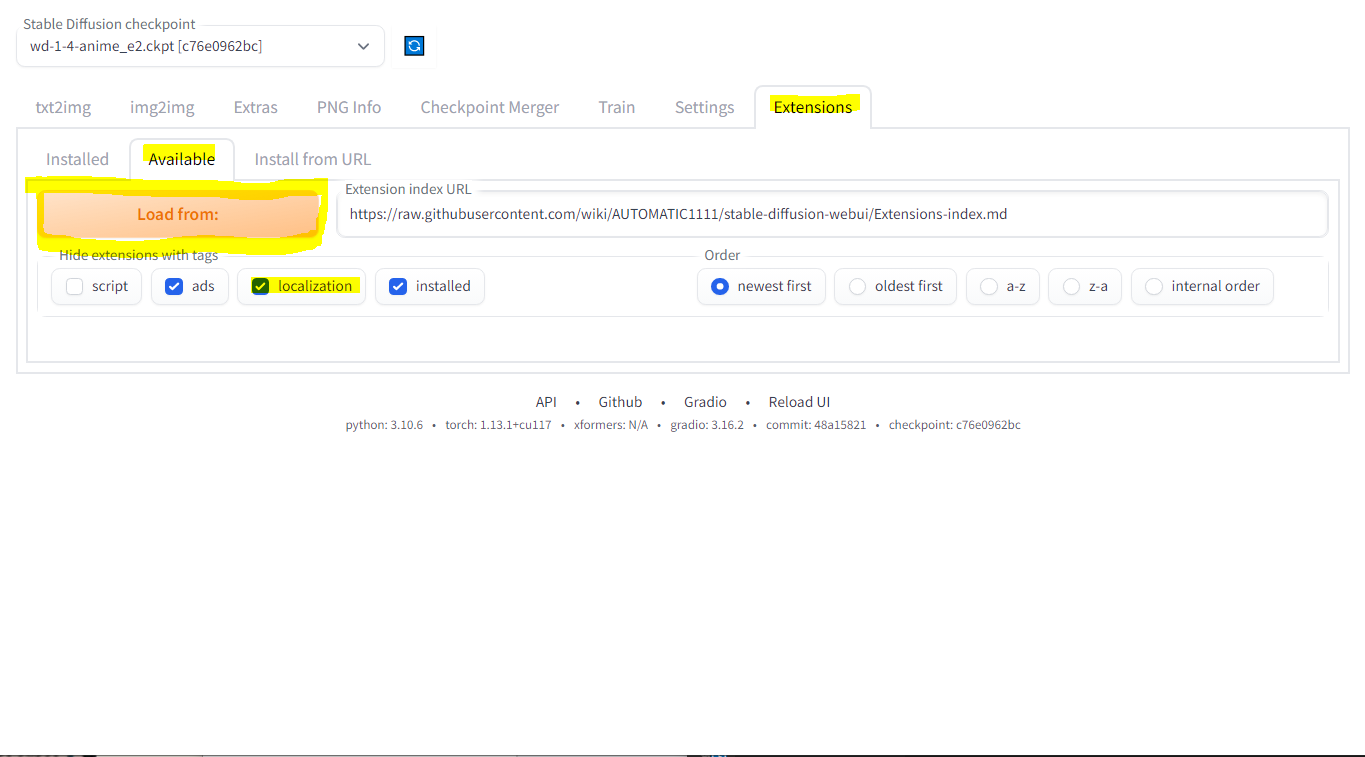 Stable Diffusion checkpoint
wd-1-4-anime_e2.ckpt [c76e0962bc]
txt2img img2img Extras PNG Info Checkpoint Merger Train Settings Extensions
Installed Available Install from URL
Extension index URL
Load from: https://raw.githubusercontent.com/wiki/AUTOMATIC1111/stable-diffusion-webui/Extensions-index.md
Hide extensions with tags Order
script ads localization installed newest first oldest first a-z z-a internal order
API • Github • Gradio • Reload UI
python: 3.10.6 • torch: 1.13.1+cu117 • xformers: N/A • gradio: 3.16.2 • commit: 48a15821 • checkpoint: c76e0962bc